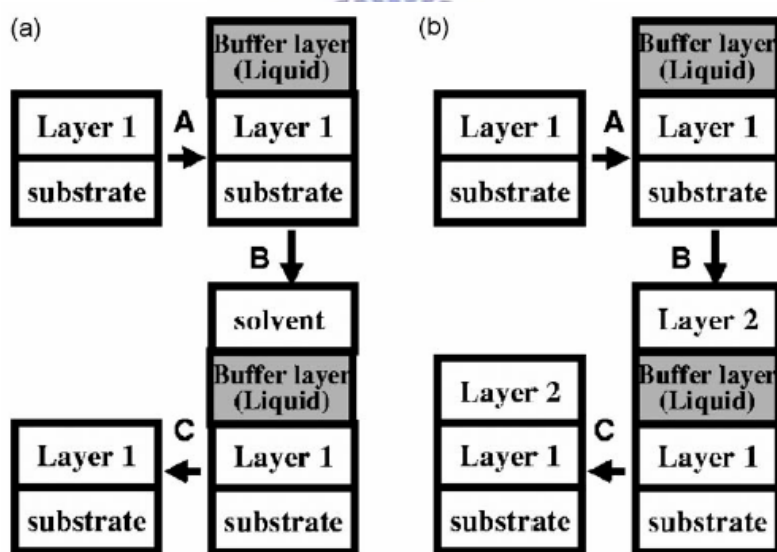 (a)
Buffer layer
(Liquid)
Layer 1
A
Layer 1
substrate
substrate
B
solvent
Buffer layer
(Liquid)
Layer 1
C
Layer 1
substrate
substrate
(b)
Buffer layer
(Liquid)
Layer 1
A
Layer 1
substrate
substrate
B
Layer 2
Layer 2
Buffer layer
(Liquid)
Layer 1
C
Layer 1
substrate
substrate